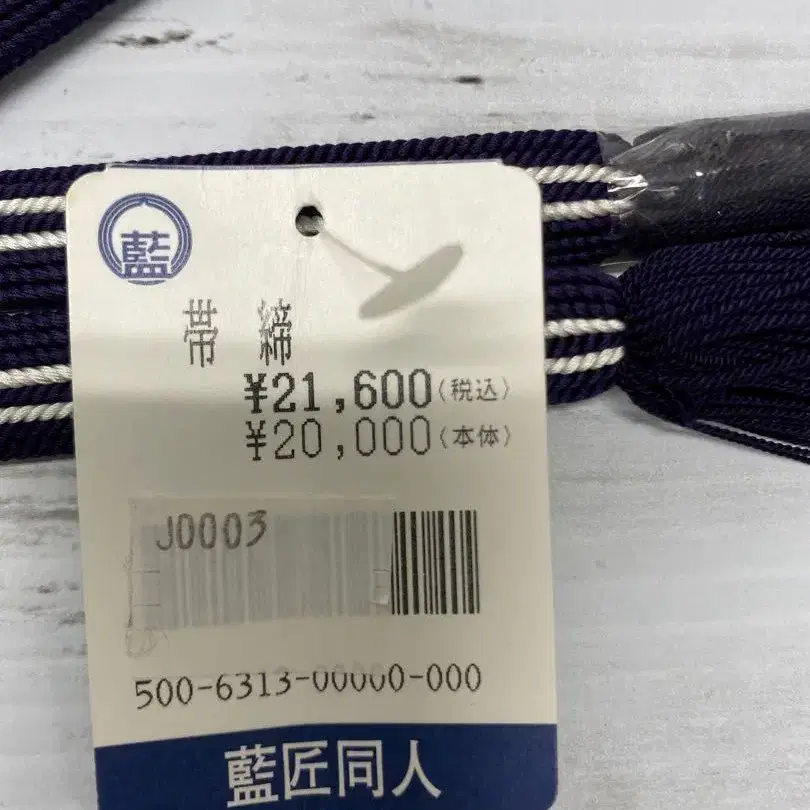 藍
帯 締
¥21,600(税込)
¥20,000(本体)
J0003
500-6313-00000-000
藍匠同人